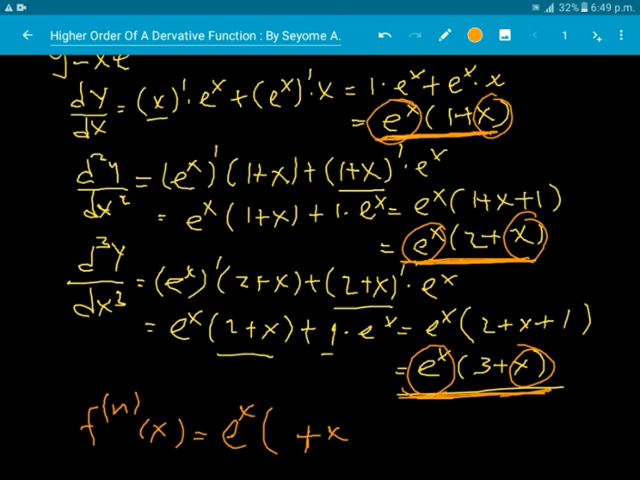 32% 6:49 p.m.
Higher Order Of A Dervative Function : By Seyome A.
1
y = xe
dy/dx = (x)'·e^x + (e^x)'·x = 1·e^x + e^x·x
= e^x(1+x)
d²y/dx² = (e^x)'(1+x) + (1+x)'·e^x
= e^x(1+x) + 1·e^x = e^x(1+x+1)
= e^x(2+x)
d³y/dx³ = (e^x)'(2+x) + (2+x)'·e^x
= e^x(2+x) + 1·e^x = e^x(2+x+1)
= e^x(3+x)
f^(n)(x) = e^x( +x